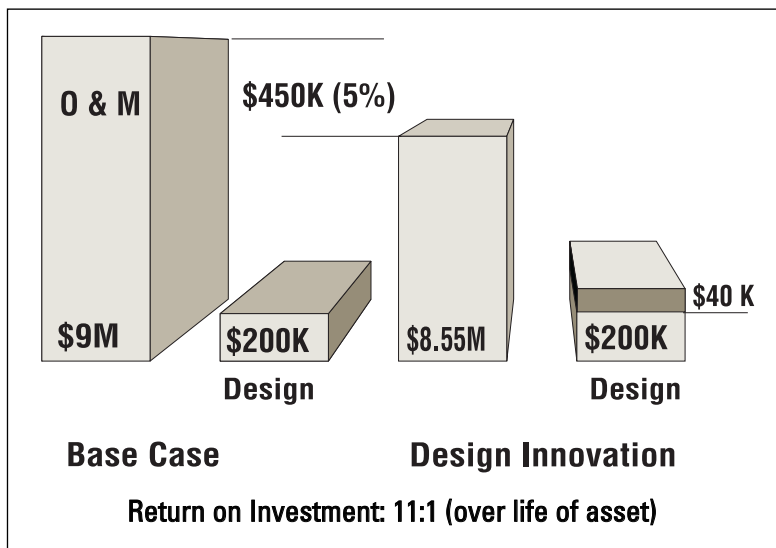 O & M
$450K (5%)
$9M
$200K
Design
$8.55M
$40 K
$200K
Design
Base Case
Design Innovation
Return on Investment: 11:1 (over life of asset)